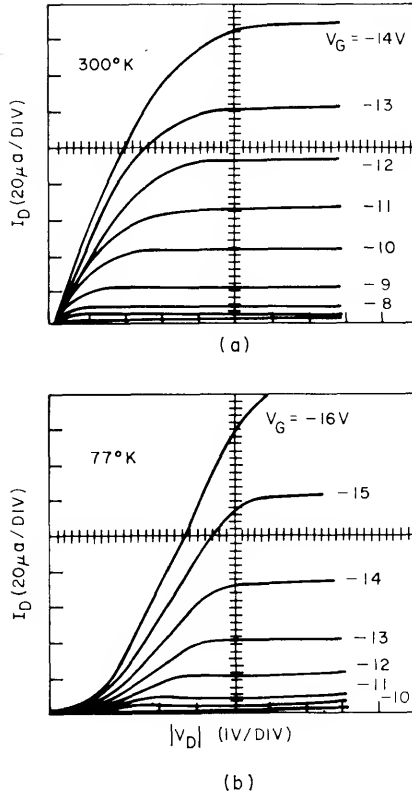 300°K
V_G = -14V
-13
-12
-11
-10
-9
-8
I_D (20μa/DIV)
(a)
77°K
V_G = -16V
-15
-14
-13
-12
-11
-10
I_D (20μa/DIV)
|V_D| (IV/DIV)
(b)